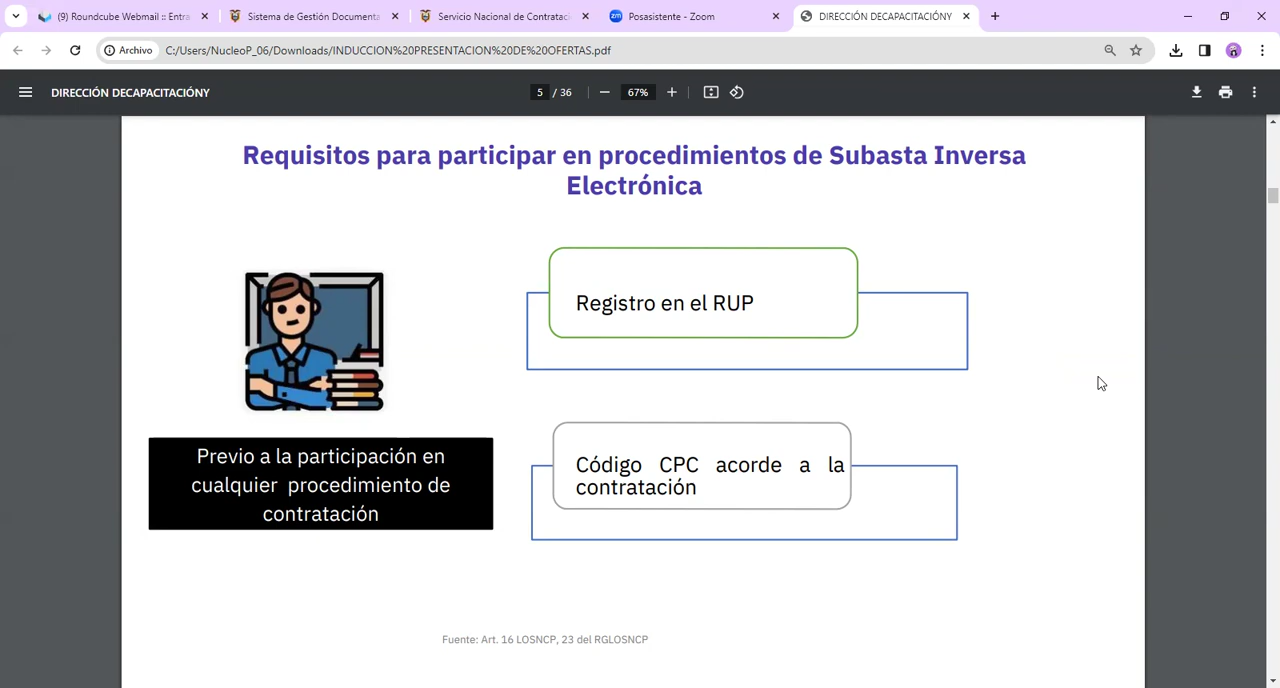 (9) Roundcube Webmail :: Entra
Sistema de Gestión Documenta
Servicio Nacional de Contratac
zm
Posasistente - Zoom
DIRECCIÓN DECAPACITACIÓNY
Archivo
C:/Users/NucleoP_06/Downloads/INDUCCION%20PRESENTACION%20DE%20OFERTAS.pdf
DIRECCIÓN DECAPACITACIÓNY
5 / 36
67%
Requisitos para participar en procedimientos de Subasta Inversa
Electrónica
Registro en el RUP
Previo a la participación en
cualquier procedimiento de
contratación
Código CPC acorde a la
contratación
Fuente: Art. 16 LOSNCP, 23 del RGLOSNCP